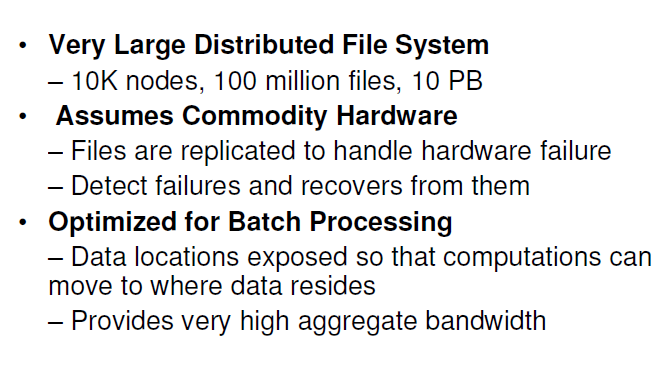 • Very Large Distributed File System
– 10K nodes, 100 million files, 10 PB
• Assumes Commodity Hardware
– Files are replicated to handle hardware failure
– Detect failures and recovers from them
• Optimized for Batch Processing
– Data locations exposed so that computations can
move to where data resides
– Provides very high aggregate bandwidth